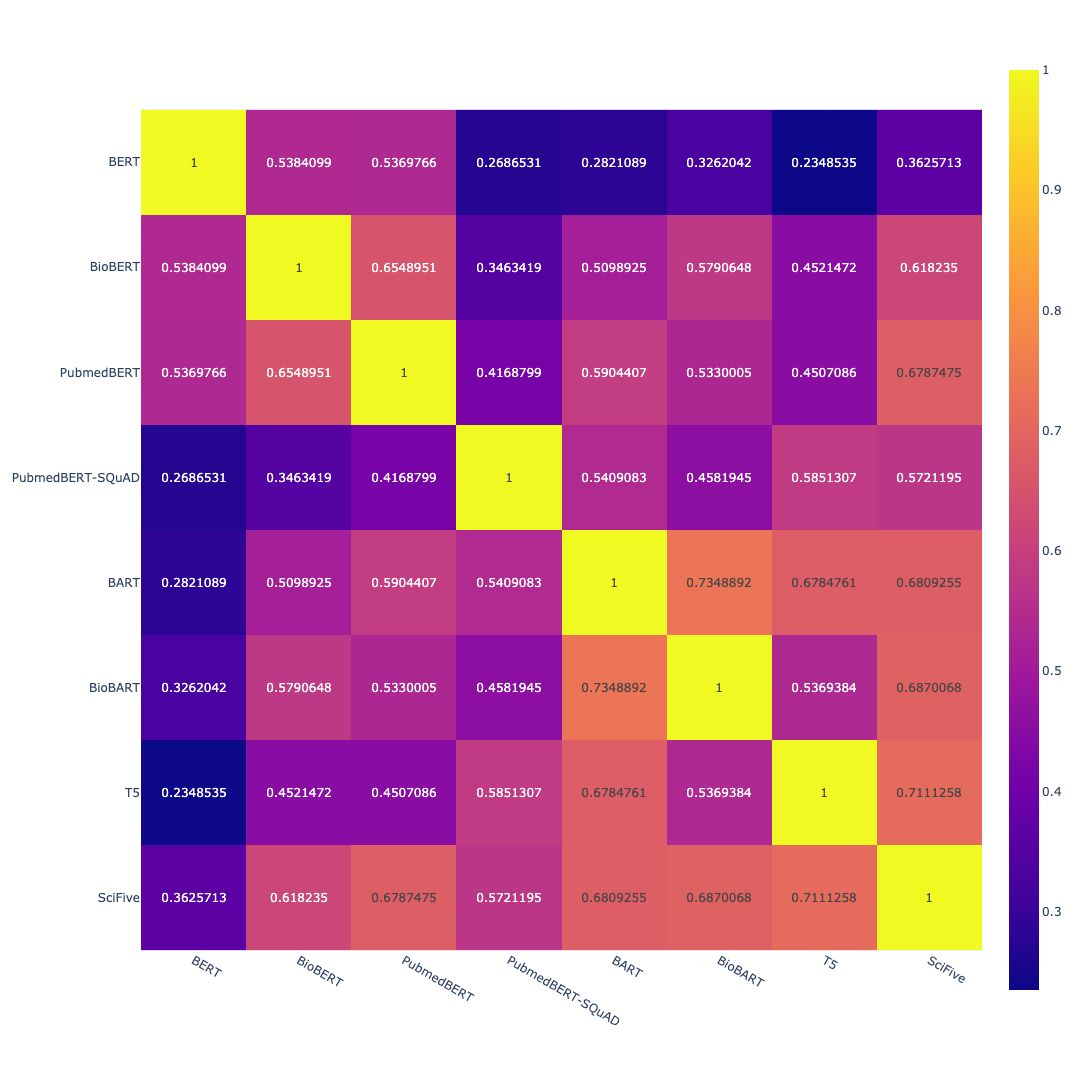 1
BERT 1 0.5384099 0.5369766 0.2686531 0.2821089 0.3262042 0.2348535 0.3625713
0.9
BioBERT 0.5384099 1 0.6548951 0.3463419 0.5098925 0.5790648 0.4521472 0.618235
0.8
PubmedBERT 0.5369766 0.6548951 1 0.4168799 0.5904407 0.5330005 0.4507086 0.6787475
0.7
PubmedBERT-SQuAD 0.2686531 0.3463419 0.4168799 1 0.5409083 0.4581945 0.5851307 0.5721195
0.6
BART 0.2821089 0.5098925 0.5904407 0.5409083 1 0.7348892 0.6784761 0.6809255
0.5
BioBART 0.3262042 0.5790648 0.5330005 0.4581945 0.7348892 1 0.5369384 0.6870068
0.4
T5 0.2348535 0.4521472 0.4507086 0.5851307 0.6784761 0.5369384 1 0.7111258
SciFive 0.3625713 0.618235 0.6787475 0.5721195 0.6809255 0.6870068 0.7111258 1
0.3
BERT BioBERT PubmedBERT PubmedBERT-SQuAD BART BioBART T5 SciFive